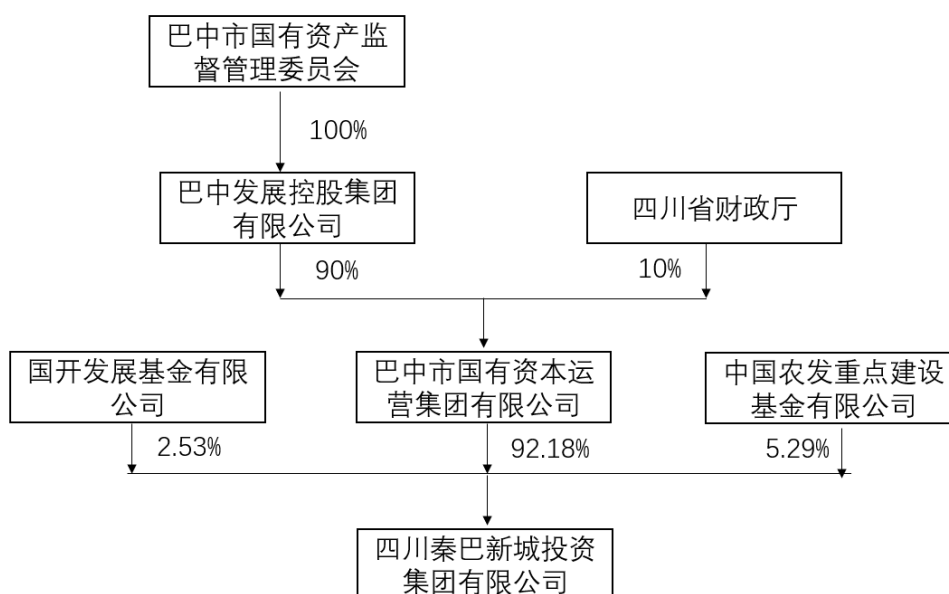 巴中市国有资产监
督管理委员会
100%
巴中发展控股集团
有限公司
四川省财政厅
90%
10%
国开发展基金有限
公司
巴中市国有资本运
营集团有限公司
中国农发重点建设
基金有限公司
2.53%
92.18%
5.29%
四川秦巴新城投资
集团有限公司